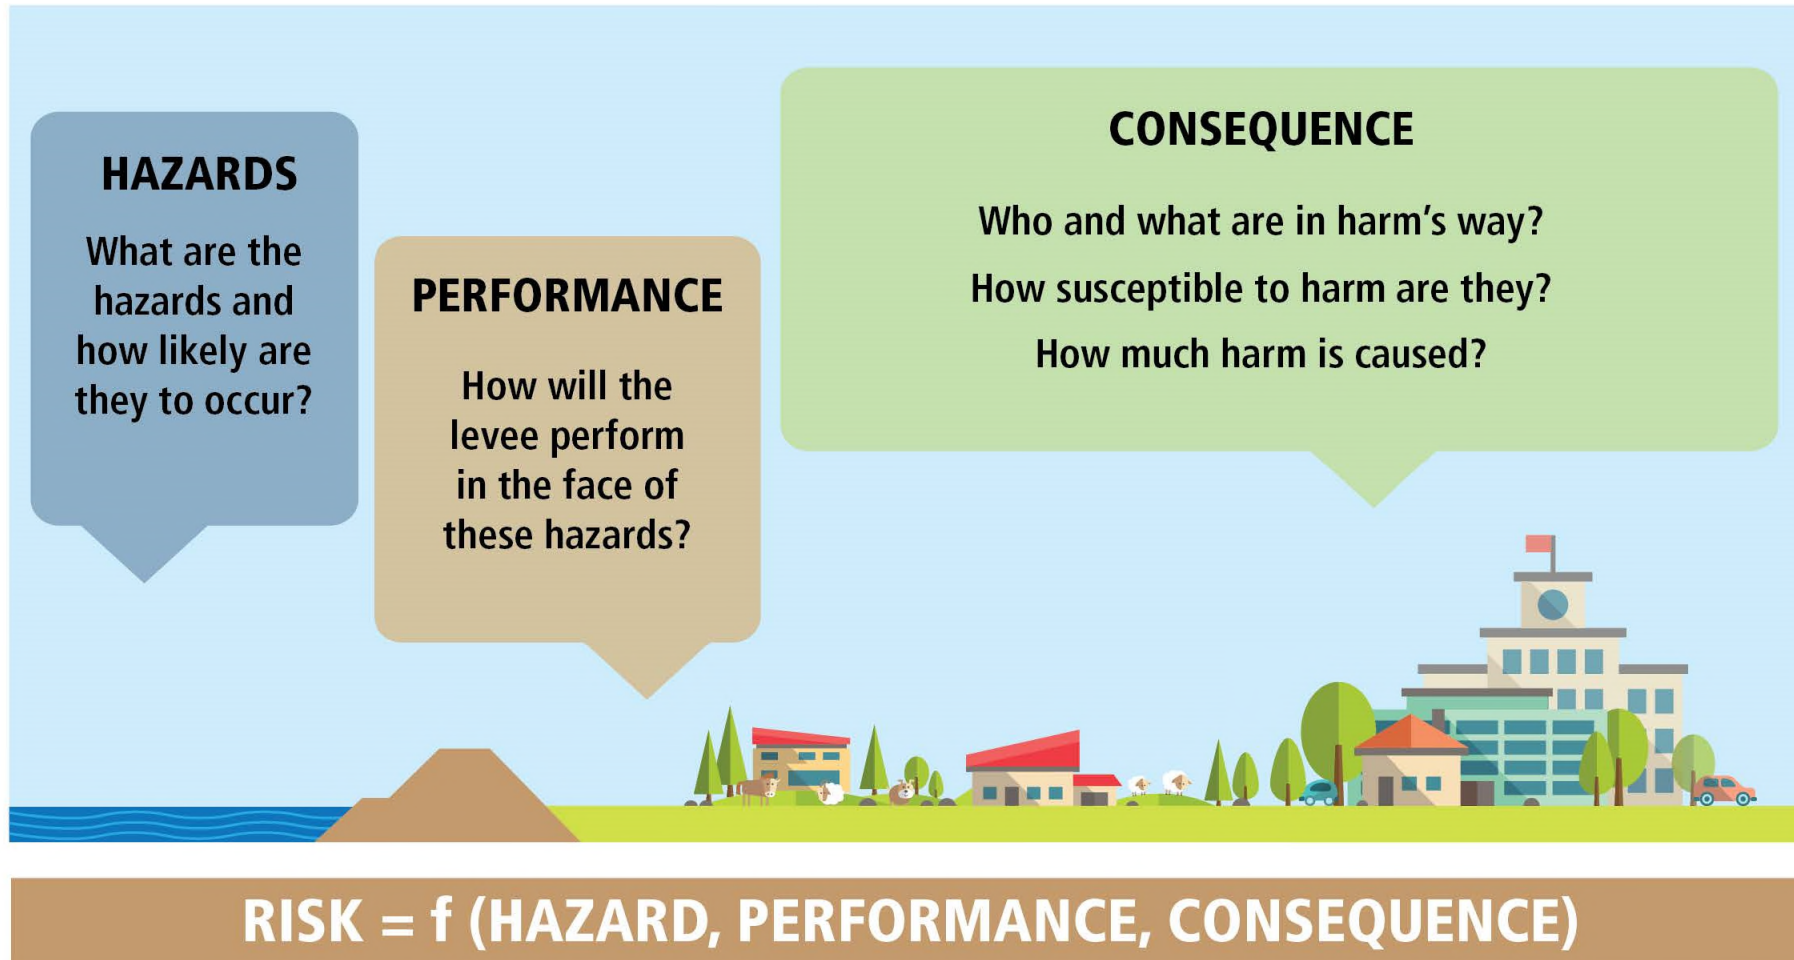 HAZARDS
What are the
hazards and
how likely are
they to occur?
PERFORMANCE
How will the
levee perform
in the face of
these hazards?
CONSEQUENCE
Who and what are in harm’s way?
How susceptible to harm are they?
How much harm is caused?
RISK = f (HAZARD, PERFORMANCE, CONSEQUENCE)